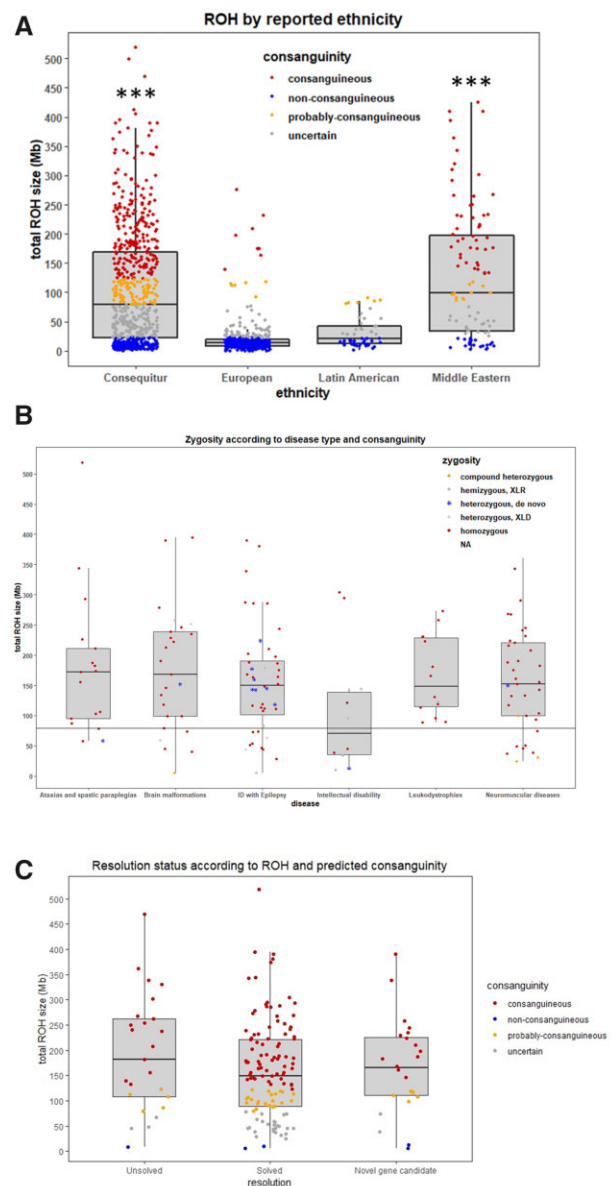 A
ROH by reported ethnicity
consanguinity
consanguineous
non-consanguineous
probably-consanguineous
uncertain
***
***
total ROH size (Mb)
500
450
400
350
300
250
200
150
100
50
0
Consequitur
European
Latin American
Middle Eastern
ethnicity
B
Zygosity according to disease type and consanguinity
zygosity
compound heterozygous
hemizygous, XLR
heterozygous, de novo
heterozygous, XLD
homozygous
NA
total ROH size (Mb)
500
450
400
350
300
250
200
150
100
50
0
Ataxias and spastic paraplegias
Brain malformations
ID with Epilepsy
Intellectual disability
Leukodystrophies
Neuromuscular diseases
disease
C
Resolution status according to ROH and predicted consanguinity
total ROH size (Mb)
500
450
400
350
300
250
200
150
100
50
0
Unsolved
Solved
Novel gene candidate
resolution
consanguinity
consanguineous
non-consanguineous
probably-consanguineous
uncertain